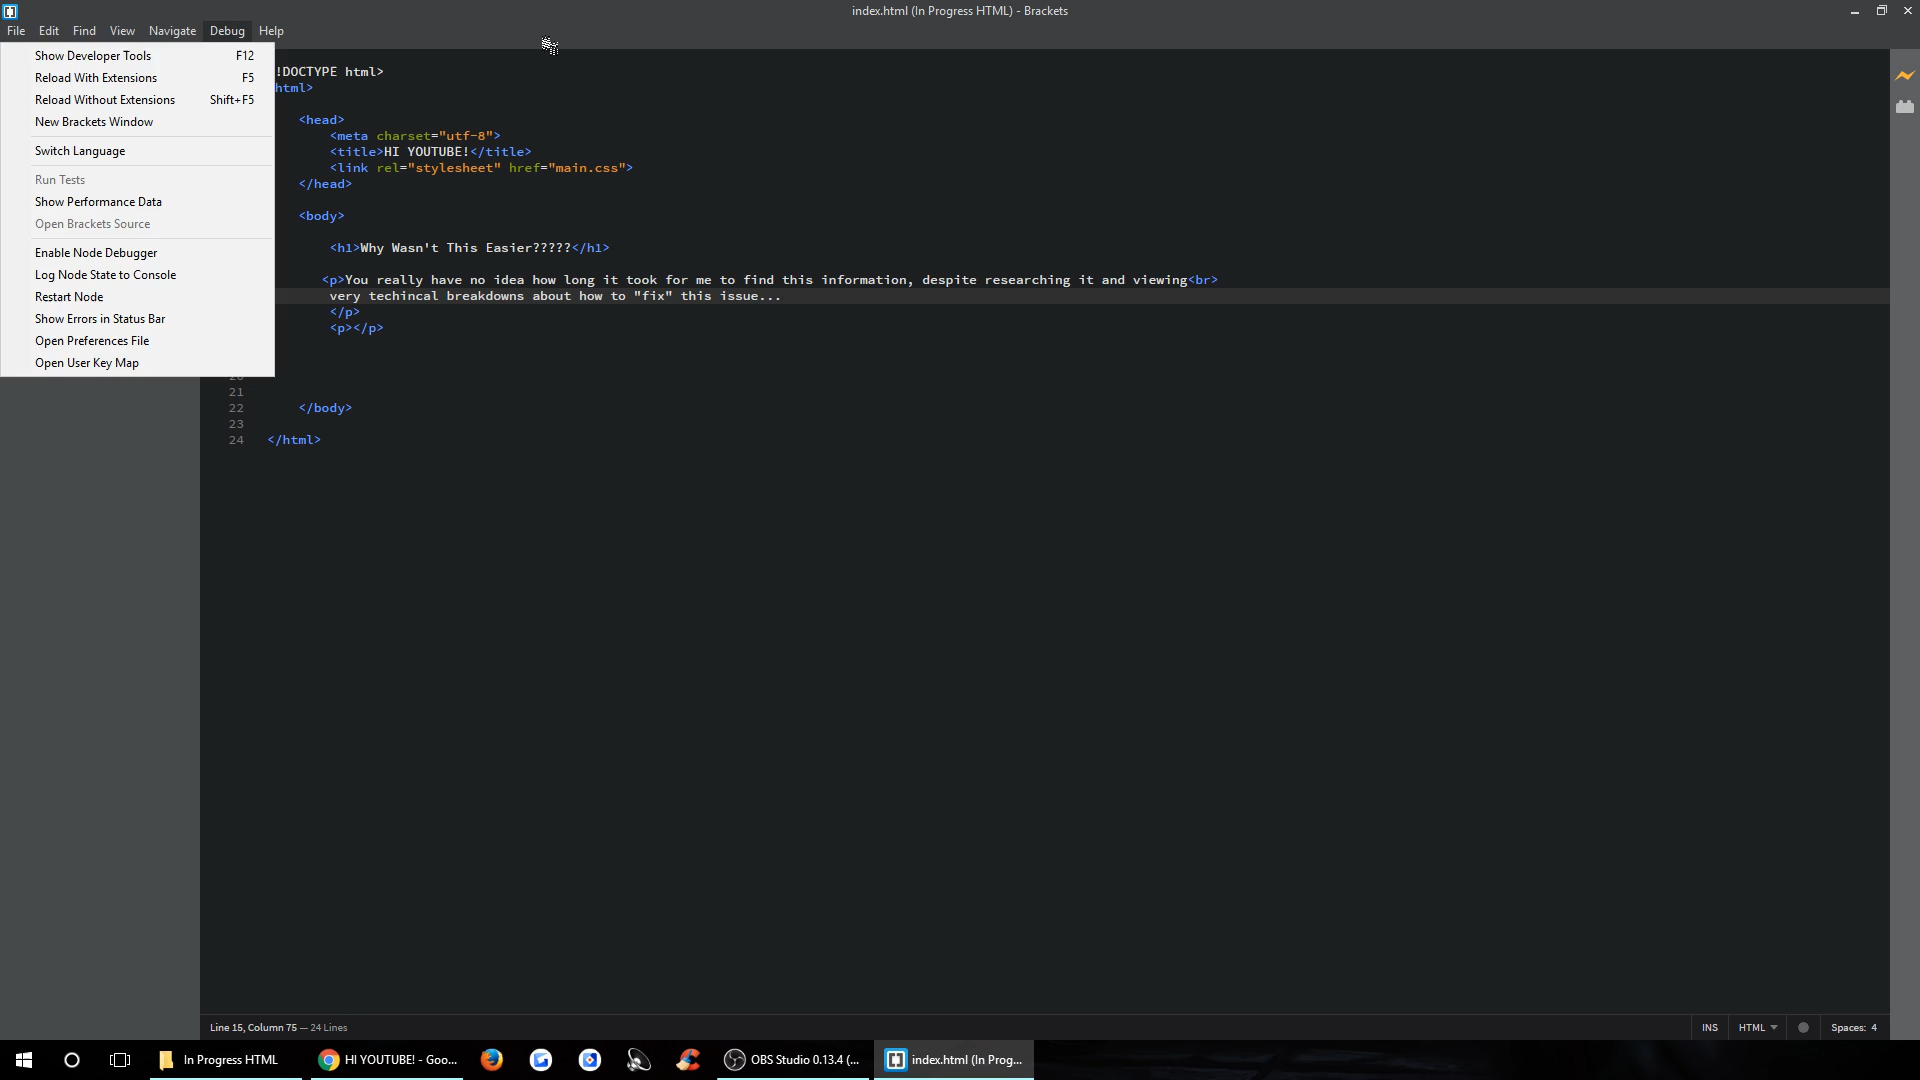 index.html (In Progress HTML) - Brackets
File Edit Find View Navigate Debug Help
Show Developer Tools F12
Reload With Extensions F5
Reload Without Extensions Shift+F5
New Brackets Window
Switch Language
Run Tests
Show Performance Data
Open Brackets Source
Enable Node Debugger
Log Node State to Console
Restart Node
Show Errors in Status Bar
Open Preferences File
Open User Key Map
!DOCTYPE html>
html>
<head>
<meta charset="utf-8">
<title>HI YOUTUBE!</title>
<link rel="stylesheet" href="main.css">
</head>
<body>
<h1>Why Wasn't This Easier?????</h1>
<p>You really have no idea how long it took for me to find this information, despite researching it and viewing<br>
very techincal breakdowns about how to "fix" this issue...
</p>
<p></p>
21
22 </body>
23
24 </html>
Line 15, Column 75 — 24 Lines
INS HTML Spaces: 4
In Progress HTML
HI YOUTUBE! - Goo...
OBS Studio 0.13.4 (...
index.html (In Prog...